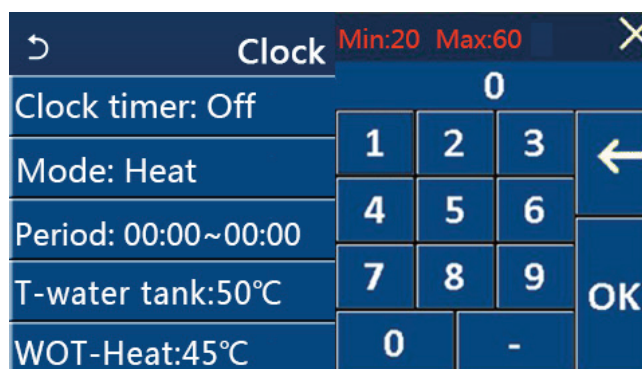 Clock
Clock timer: Off
Mode: Heat
Period: 00:00~00:00
T-water tank:50℃
WOT-Heat:45℃
Min:20 Max:60
0
1 2 3
4 5 6
7 8 9
0 -
OK